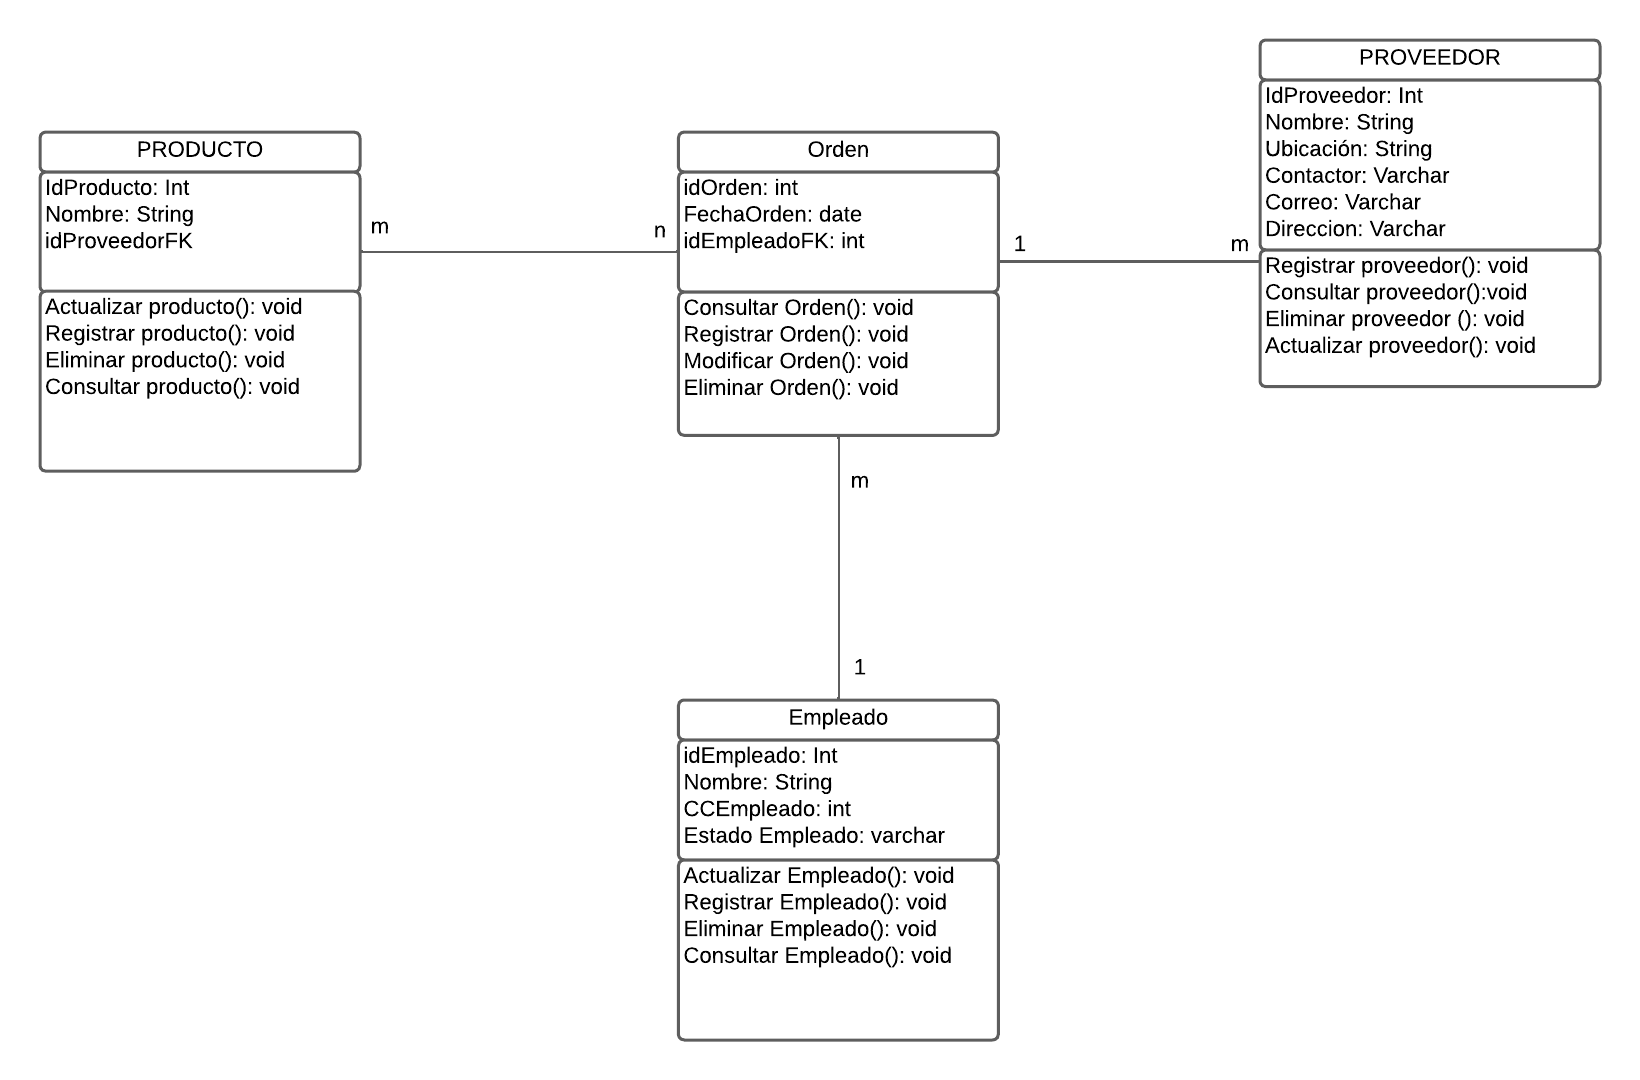 PRODUCTO
IdProducto: Int
Nombre: String
idProveedorFK
Actualizar producto(): void
Registrar producto(): void
Eliminar producto(): void
Consultar producto(): void
m
n
Orden
idOrden: int
FechaOrden: date
idEmpleadoFK: int
Consultar Orden(): void
Registrar Orden(): void
Modificar Orden(): void
Eliminar Orden(): void
1
m
PROVEEDOR
IdProveedor: Int
Nombre: String
Ubicación: String
Contactor: Varchar
Correo: Varchar
Direccion: Varchar
Registrar proveedor(): void
Consultar proveedor():void
Eliminar proveedor (): void
Actualizar proveedor(): void
m
1
Empleado
idEmpleado: Int
Nombre: String
CCEmpleado: int
Estado Empleado: varchar
Actualizar Empleado(): void
Registrar Empleado(): void
Eliminar Empleado(): void
Consultar Empleado(): void